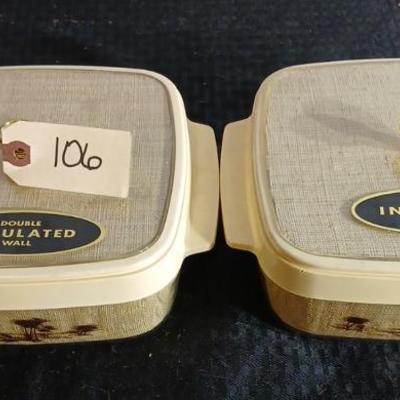 106
DOUBLE
ULATED
WALL
IN